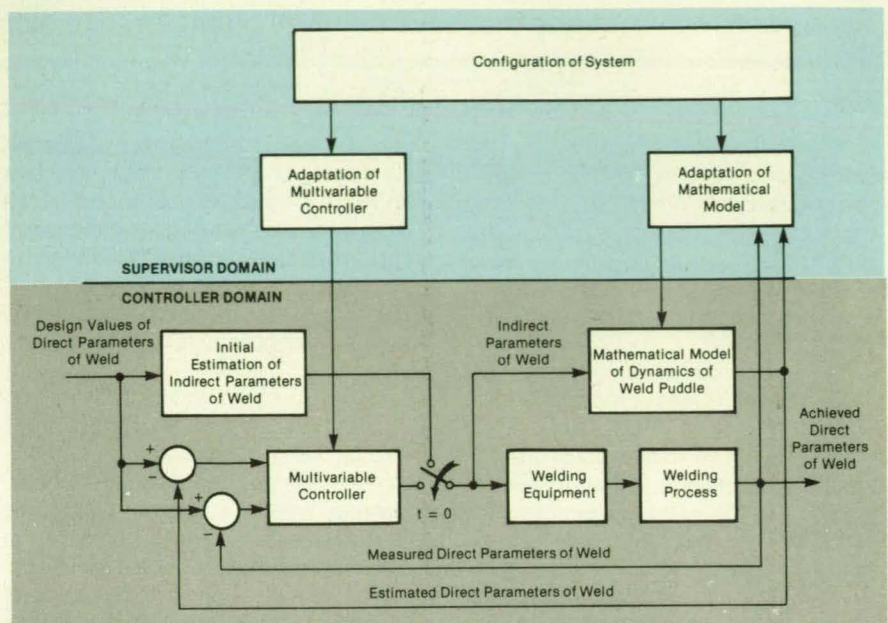 Configuration of System
Adaptation of
Multivariable
Controller
Adaptation of
Mathematical
Model
SUPERVISOR DOMAIN
CONTROLLER DOMAIN
Design Values of
Direct Parameters
of Weld
Initial
Estimation of
Indirect Parameters
of Weld
Indirect
Parameters
of Weld
Mathematical Model
of Dynamics of
Weld Puddle
Achieved
Direct
Parameters
of Weld
+
−
+
−
Multivariable
Controller
t = 0
Welding
Equipment
Welding
Process
Measured Direct Parameters of Weld
Estimated Direct Parameters of Weld